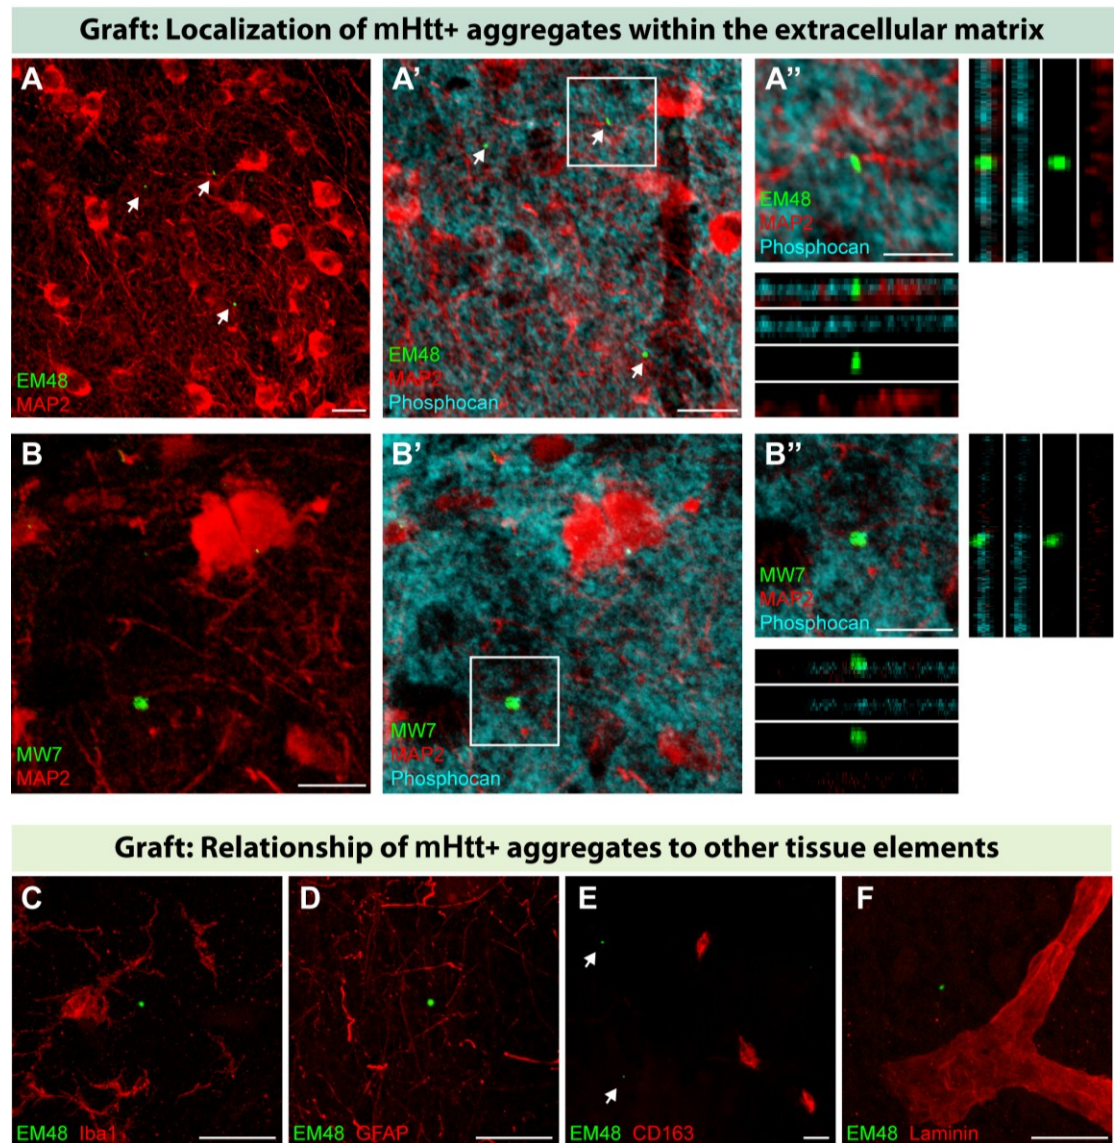 Graft: Localization of mHtt+ aggregates within the extracellular matrix
A
EM48
MAP2
A'
EM48
MAP2
Phosphocan
A"
EM48
MAP2
Phosphocan
B
MW7
MAP2
B'
MW7
MAP2
Phosphocan
B"
MW7
MAP2
Phosphocan
Graft: Relationship of mHtt+ aggregates to other tissue elements
C
EM48 Iba1
D
EM48 GFAP
E
EM48 CD163
F
EM48 Laminin